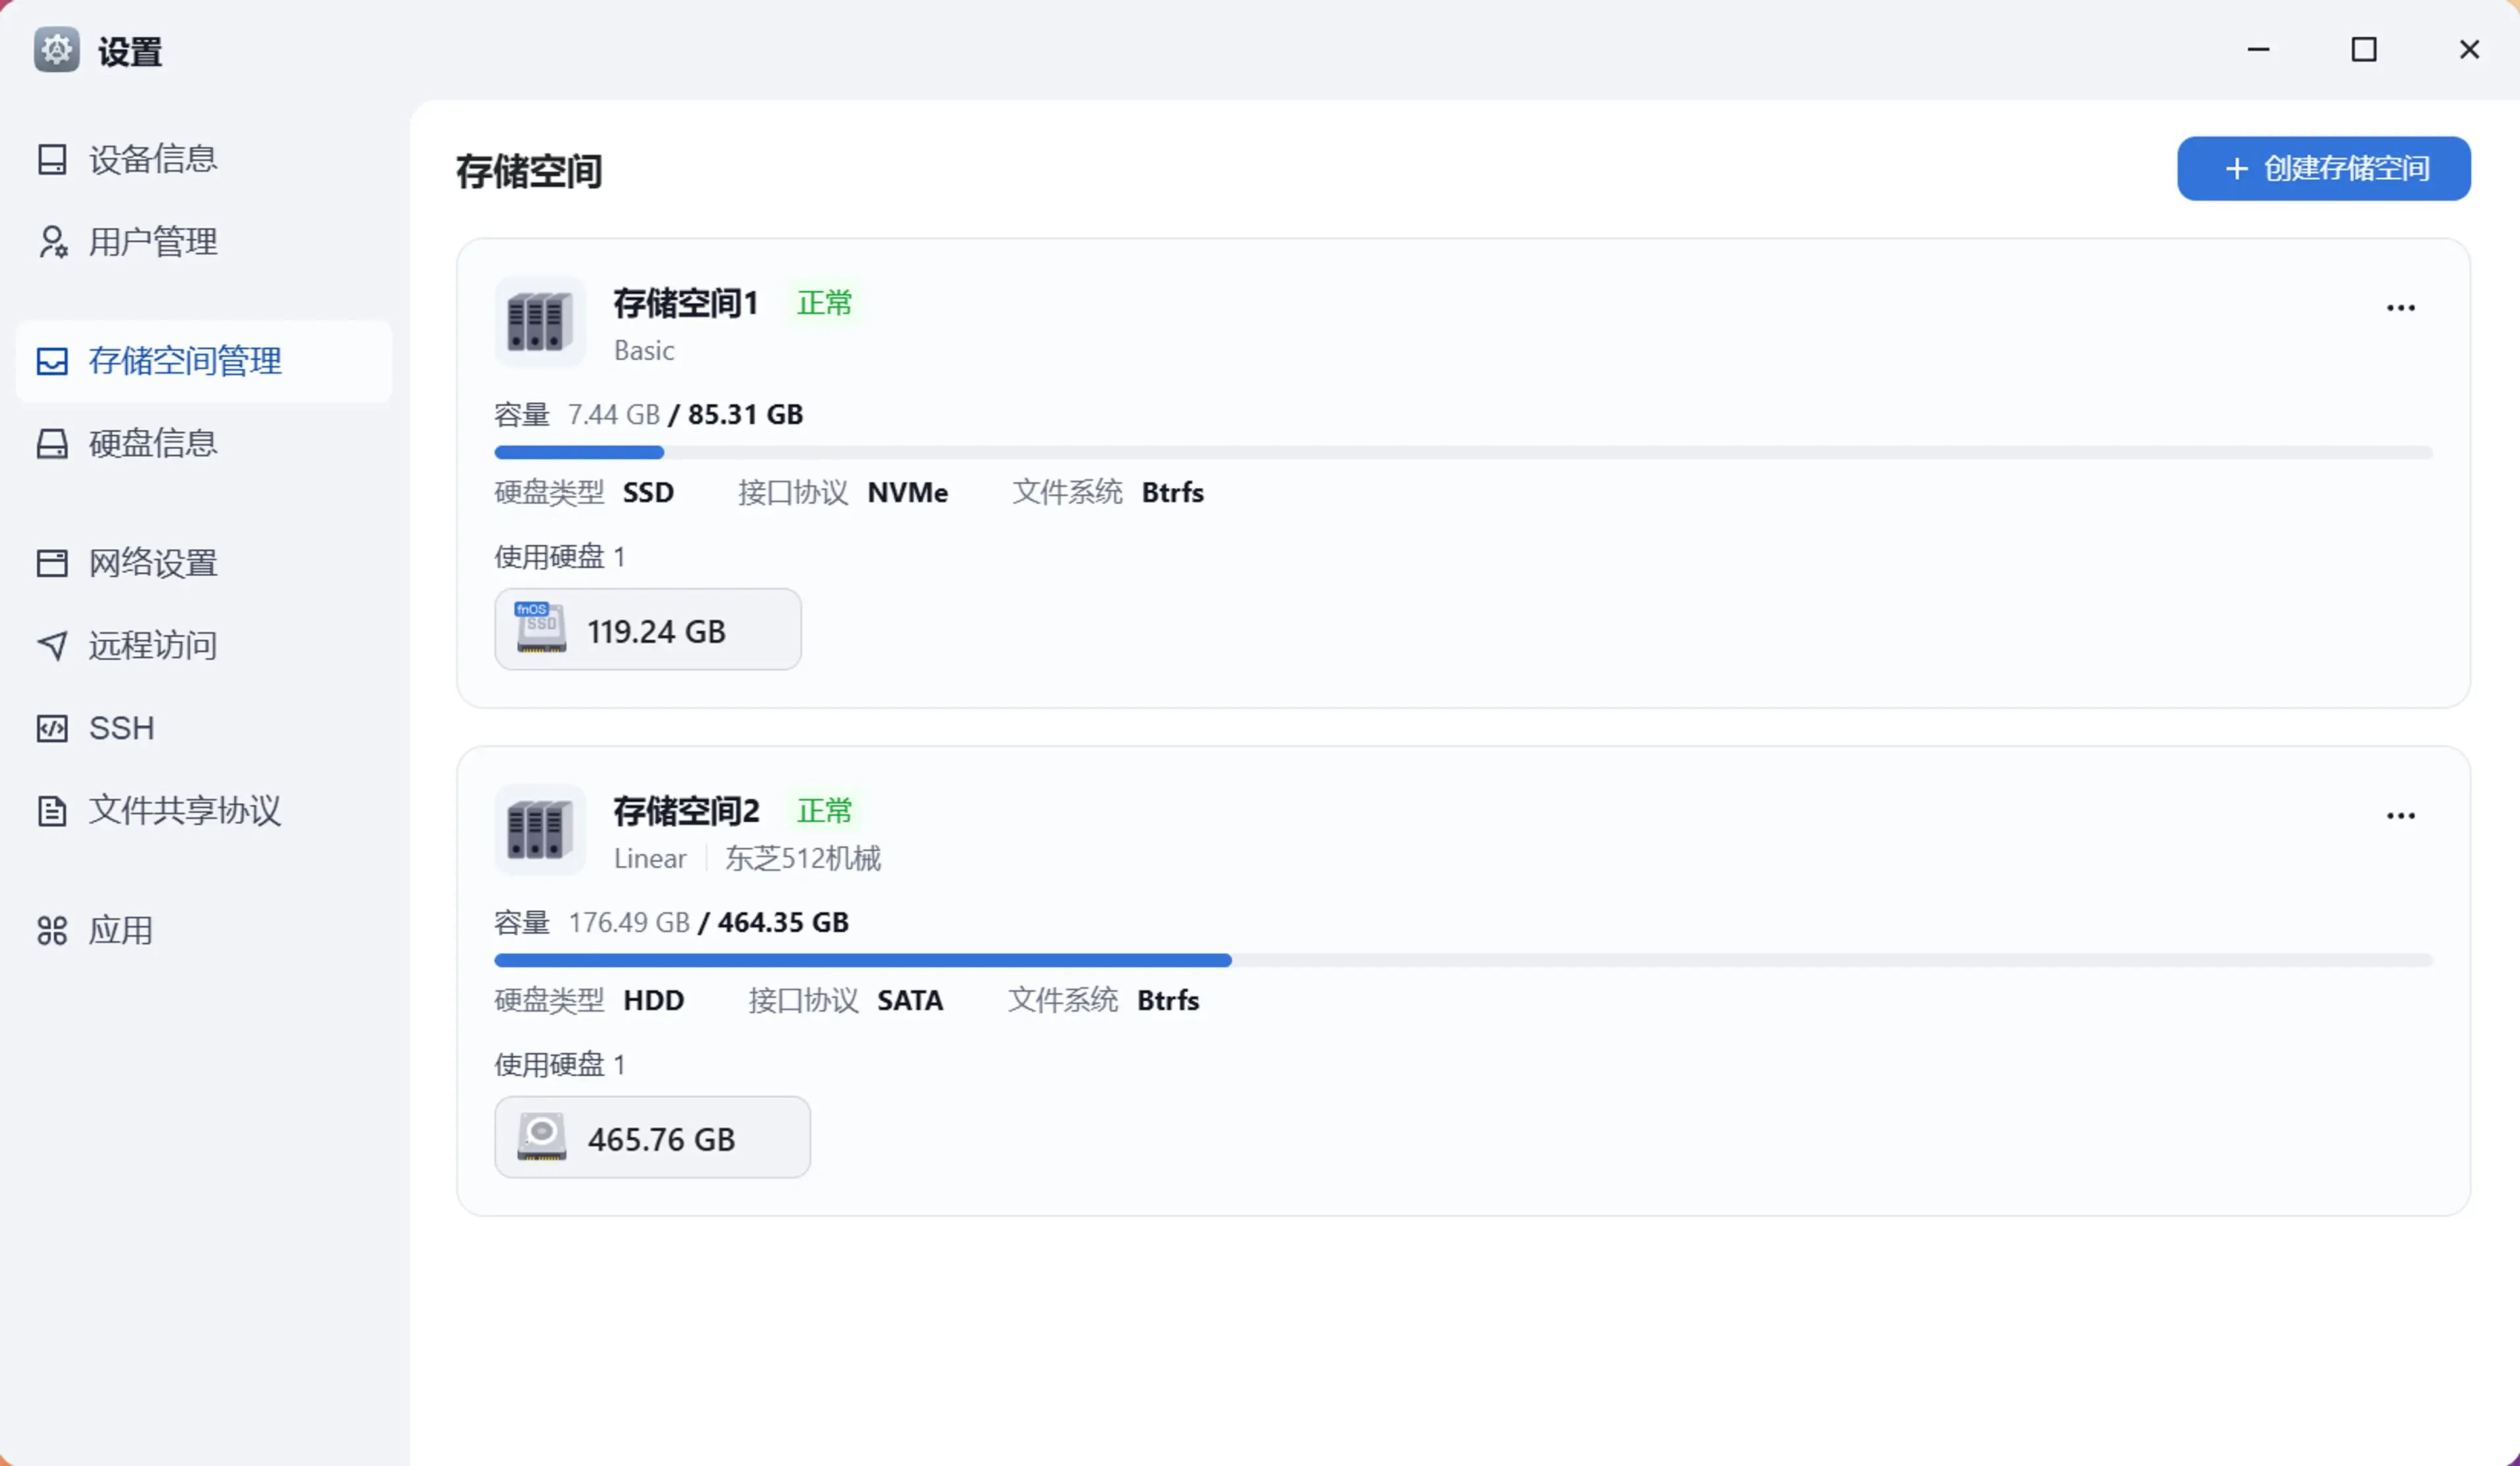 设置
设备信息
用户管理
存储空间管理
硬盘信息
网络设置
远程访问
SSH
文件共享协议
应用
存储空间
+ 创建存储空间
存储空间1 正常
Basic
容量 7.44 GB / 85.31 GB
硬盘类型 SSD 接口协议 NVMe 文件系统 Btrfs
使用硬盘 1
fnOS
SSD
119.24 GB
存储空间2 正常
Linear 东芝512机械
容量 176.49 GB / 464.35 GB
硬盘类型 HDD 接口协议 SATA 文件系统 Btrfs
使用硬盘 1
465.76 GB